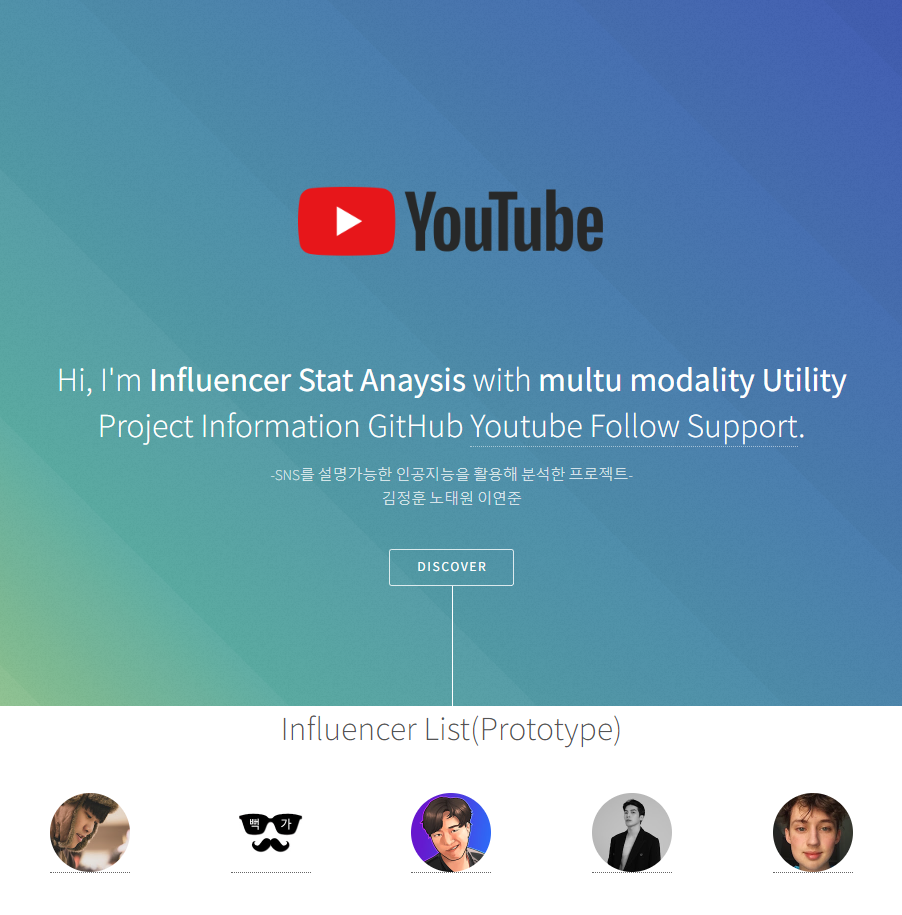 YouTube
Hi, I'm Influencer Stat Anaysis with multu modality Utility
Project Information GitHub Youtube Follow Support.
-SNS를 설명가능한 인공지능을 활용해 분석한 프로젝트-
김정훈 노태원 이연준
DISCOVER
Influencer List(Prototype)
뻑 가